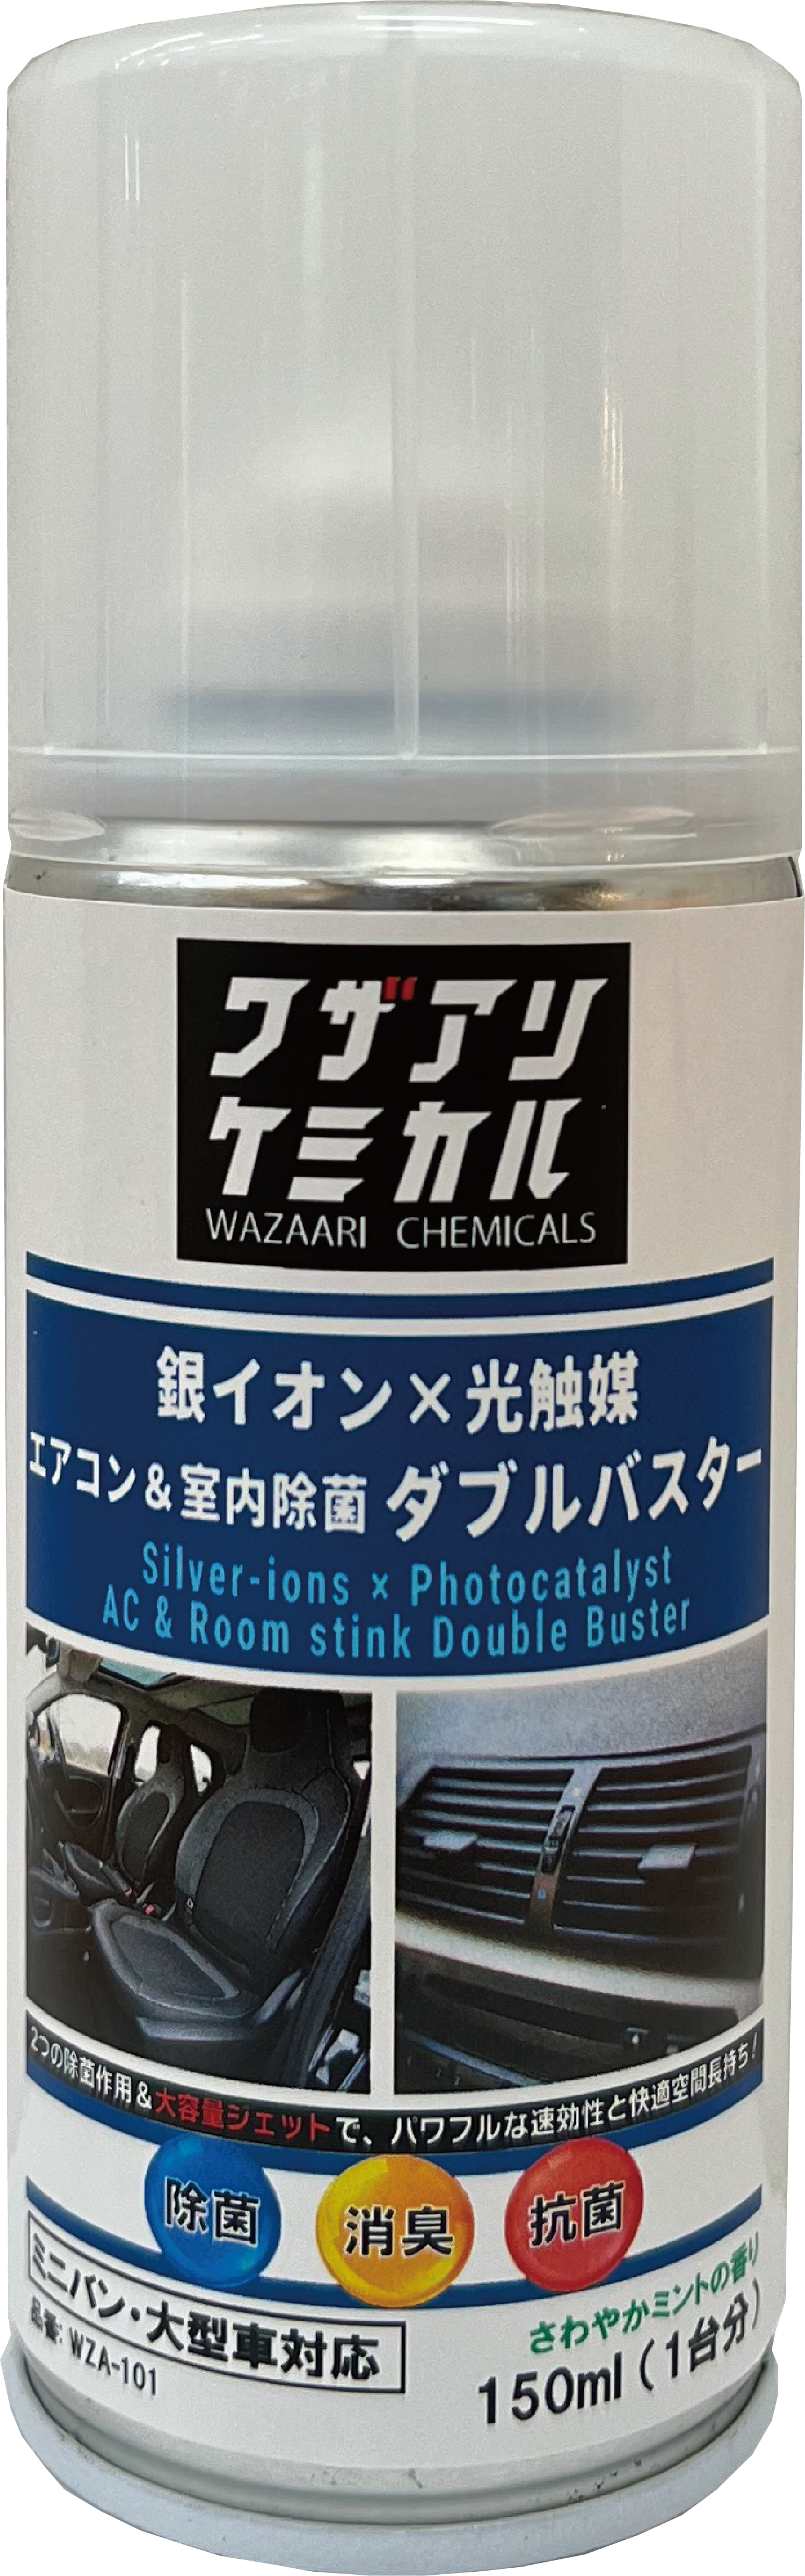 ワザアリ
ケミカル
WAZAARI CHEMICALS
銀イオン×光触媒
エアコン&室内除菌 ダブルバスター
Silver-ions × Photocatalyst
AC & Room stink Double Buster
2つの除菌作用&大容量ジェットで、パワフルな速効性と快適空間長持ち!
除菌 消臭 抗菌
ミニバン・大型車対応
さわやかミントの香り
品番: WZA-101
150ml(1台分)